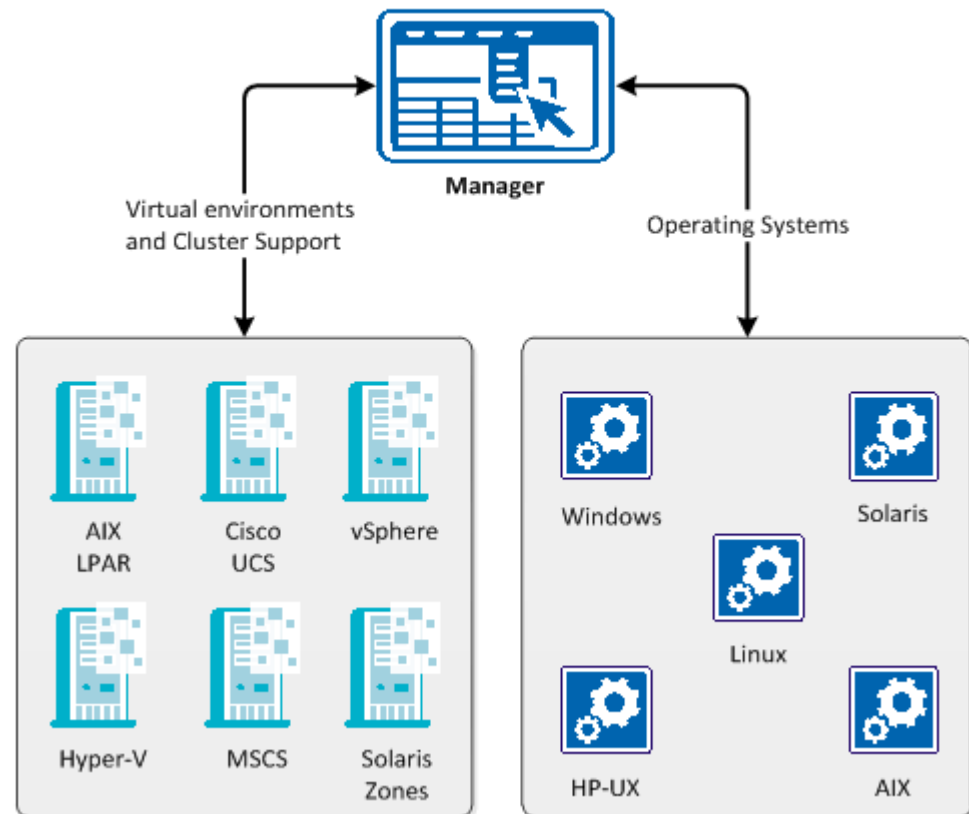 Manager
Virtual environments
and Cluster Support
Operating Systems
AIX
LPAR
Cisco
UCS
vSphere
Hyper-V
MSCS
Solaris
Zones
Windows
Solaris
Linux
HP-UX
AIX